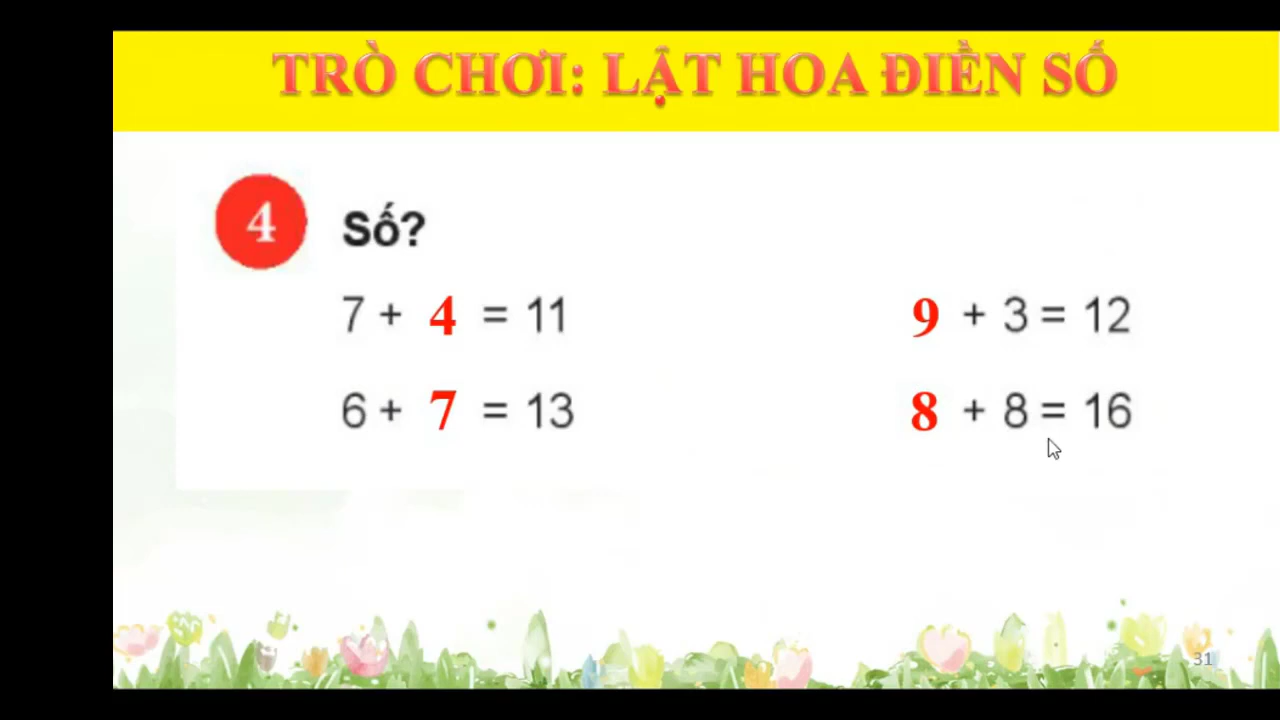 TRÒ CHƠI: LẬT HOA ĐIỀN SỐ
4 Số?
7 + 4 = 11
9 + 3 = 12
6 + 7 = 13
8 + 8 = 16
31